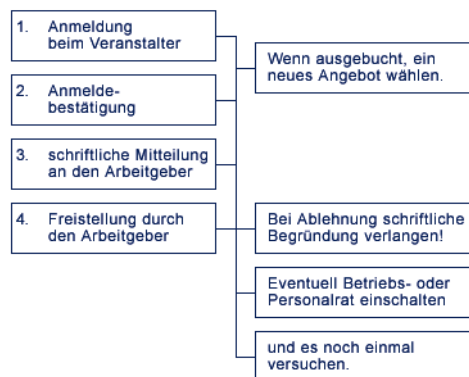 1. Anmeldung
beim Veranstalter
2. Anmelde-
bestätigung
3. schriftliche Mitteilung
an den Arbeitgeber
4. Freistellung durch
den Arbeitgeber
Wenn ausgebucht, ein
neues Angebot wählen.
Bei Ablehnung schriftliche
Begründung verlangen!
Eventuell Betriebs- oder
Personalrat einschalten
und es noch einmal
versuchen.